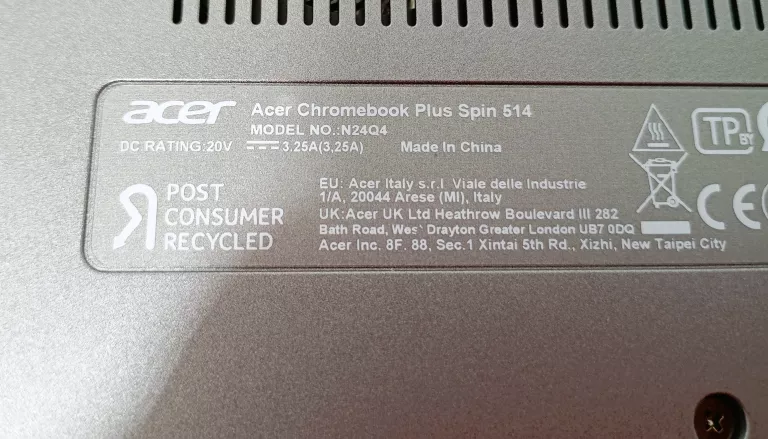 acer Acer Chromebook Plus Spin 514
MODEL NO.:N24Q4
DC RATING:20V 3.25A(3,25A) Made In China
POST
CONSUMER
RECYCLED
EU: Acer Italy s.r.l Viale delle Industrie
1/A, 20044 Arese (MI), Italy
UK:Acer UK Ltd Heathrow Boulevard III 282
Bath Road, Wes` Drayton Greater London UB7 0DQ
Acer Inc. 8F. 88, Sec.1 Xintai 5th Rd., Xizhi, New Taipei City
TP BY
CE